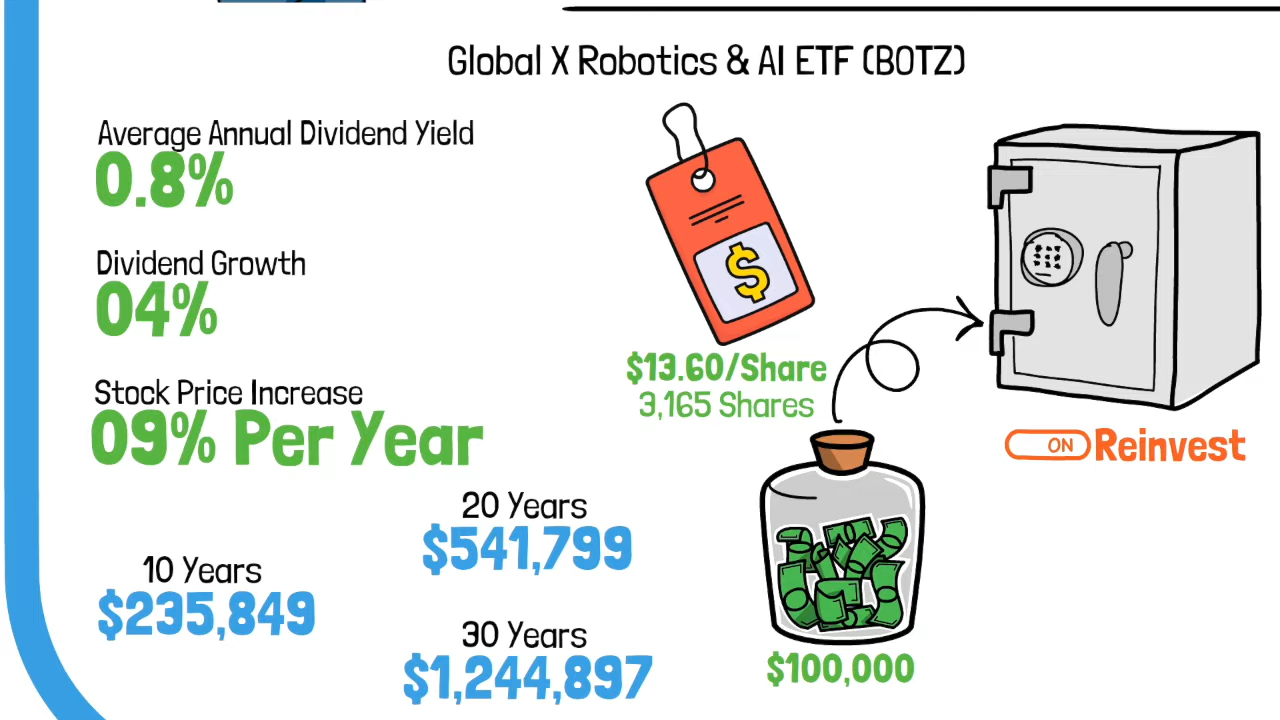 Global X Robotics & AI ETF (BOTZ)
Average Annual Dividend Yield
0.8%
Dividend Growth
04%
Stock Price Increase
09% Per Year
$
$13.60/Share
3,165 Shares
ON Reinvest
20 Years
$541,799
10 Years
$235,849
30 Years
$1,244,897
$100,000